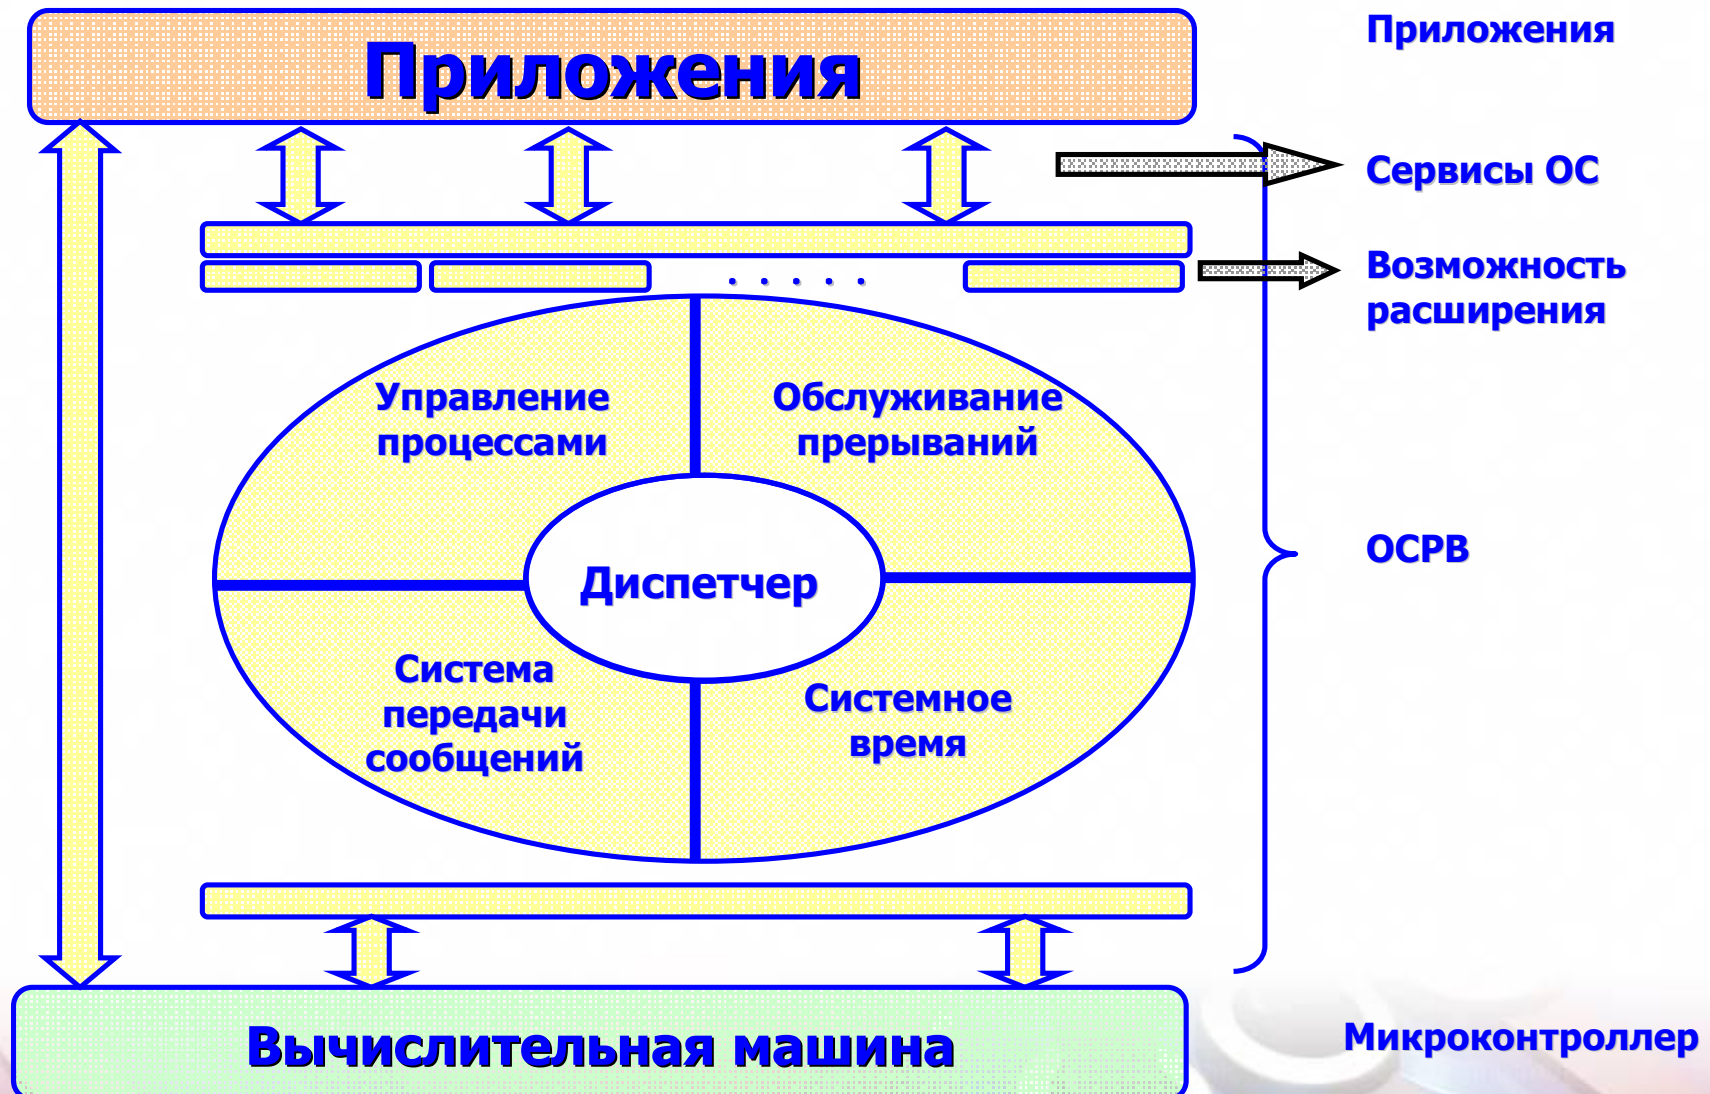 Приложения
Приложения
Сервисы ОС
Возможность
расширения
. . . . .
Управление
процессами
Обслуживание
прерываний
ОСРВ
Диспетчер
Система
передачи
сообщений
Системное
время
Вычислительная машина
Микроконтроллер